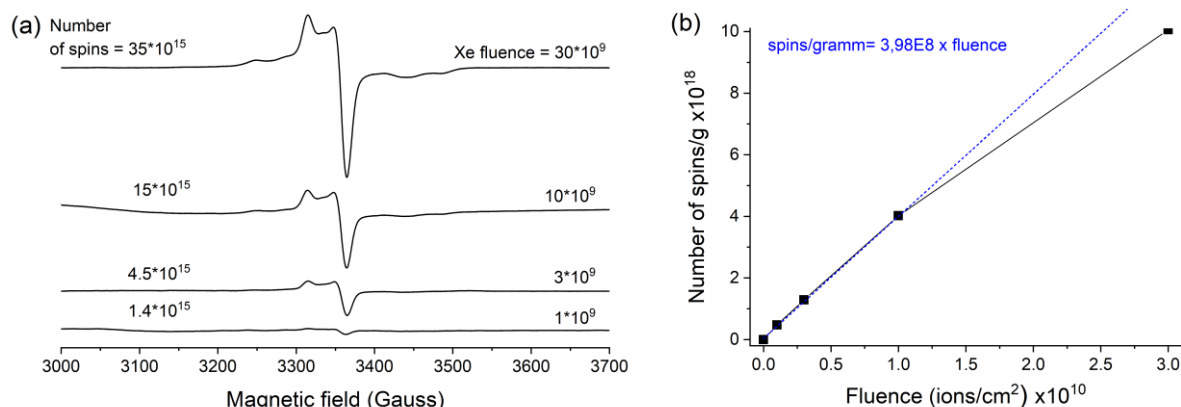 (a)
Number
of spins = 35*10^15
Xe fluence = 30*10^9
15*10^15
10*10^9
4.5*10^15
3*10^9
1.4*10^15
1*10^9
3000 3100 3200 3300 3400 3500 3600 3700
Magnetic field (Gauss)
(b)
spins/gramm= 3,98E8 x fluence
Number of spins/g x10^18
10
8
6
4
2
0
0.0 0.5 1.0 1.5 2.0 2.5 3.0
Fluence (ions/cm²) x10^10